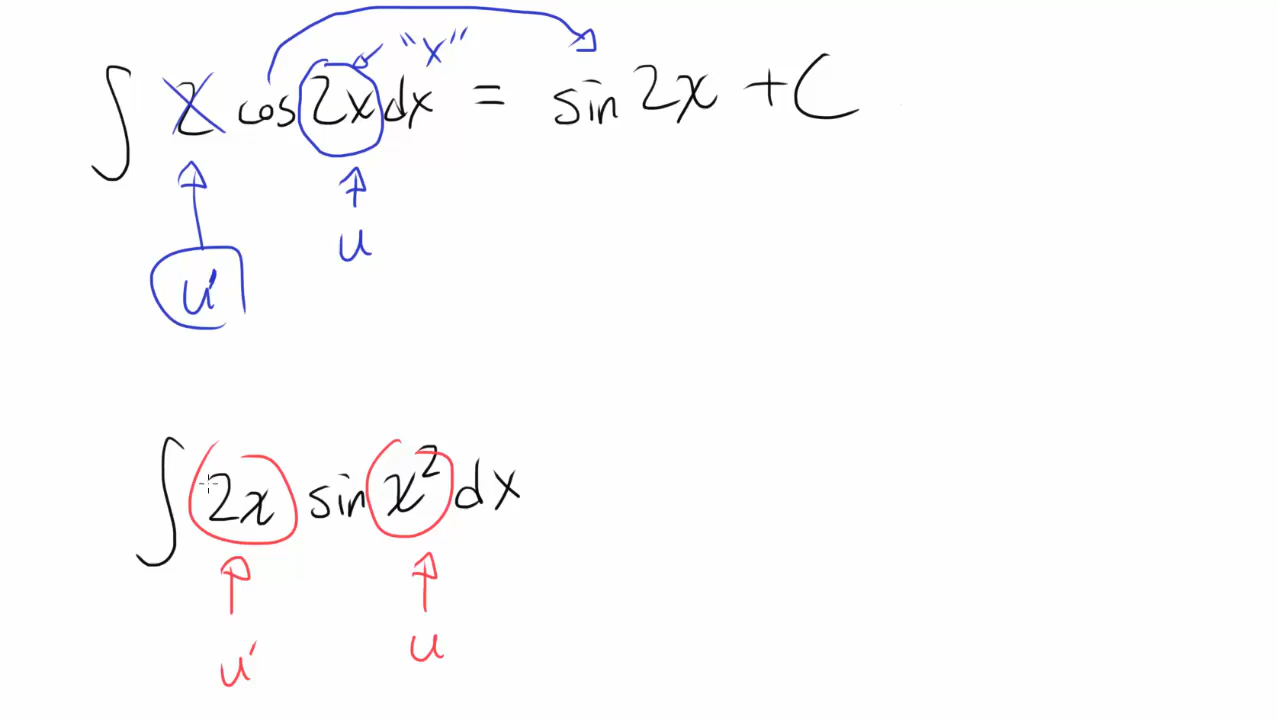 "x"
∫ 2 cos 2x dx = sin 2x + C
u
u'
∫ 2x sin x² dx
u' u